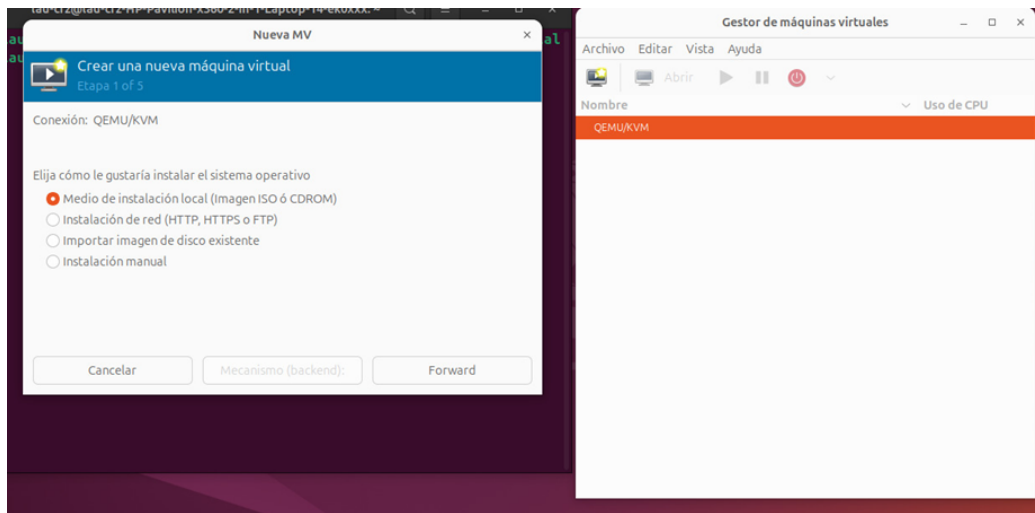 Nueva MV
Crear una nueva máquina virtual
Etapa 1 of 5
Conexión: QEMU/KVM
Elija cómo le gustaría instalar el sistema operativo
Medio de instalación local (Imagen ISO ó CDROM)
Instalación de red (HTTP, HTTPS o FTP)
Importar imagen de disco existente
Instalación manual
Cancelar
Mecanismo (backend):
Forward
Gestor de máquinas virtuales
Archivo Editar Vista Ayuda
Abrir
Nombre Uso de CPU
QEMU/KVM